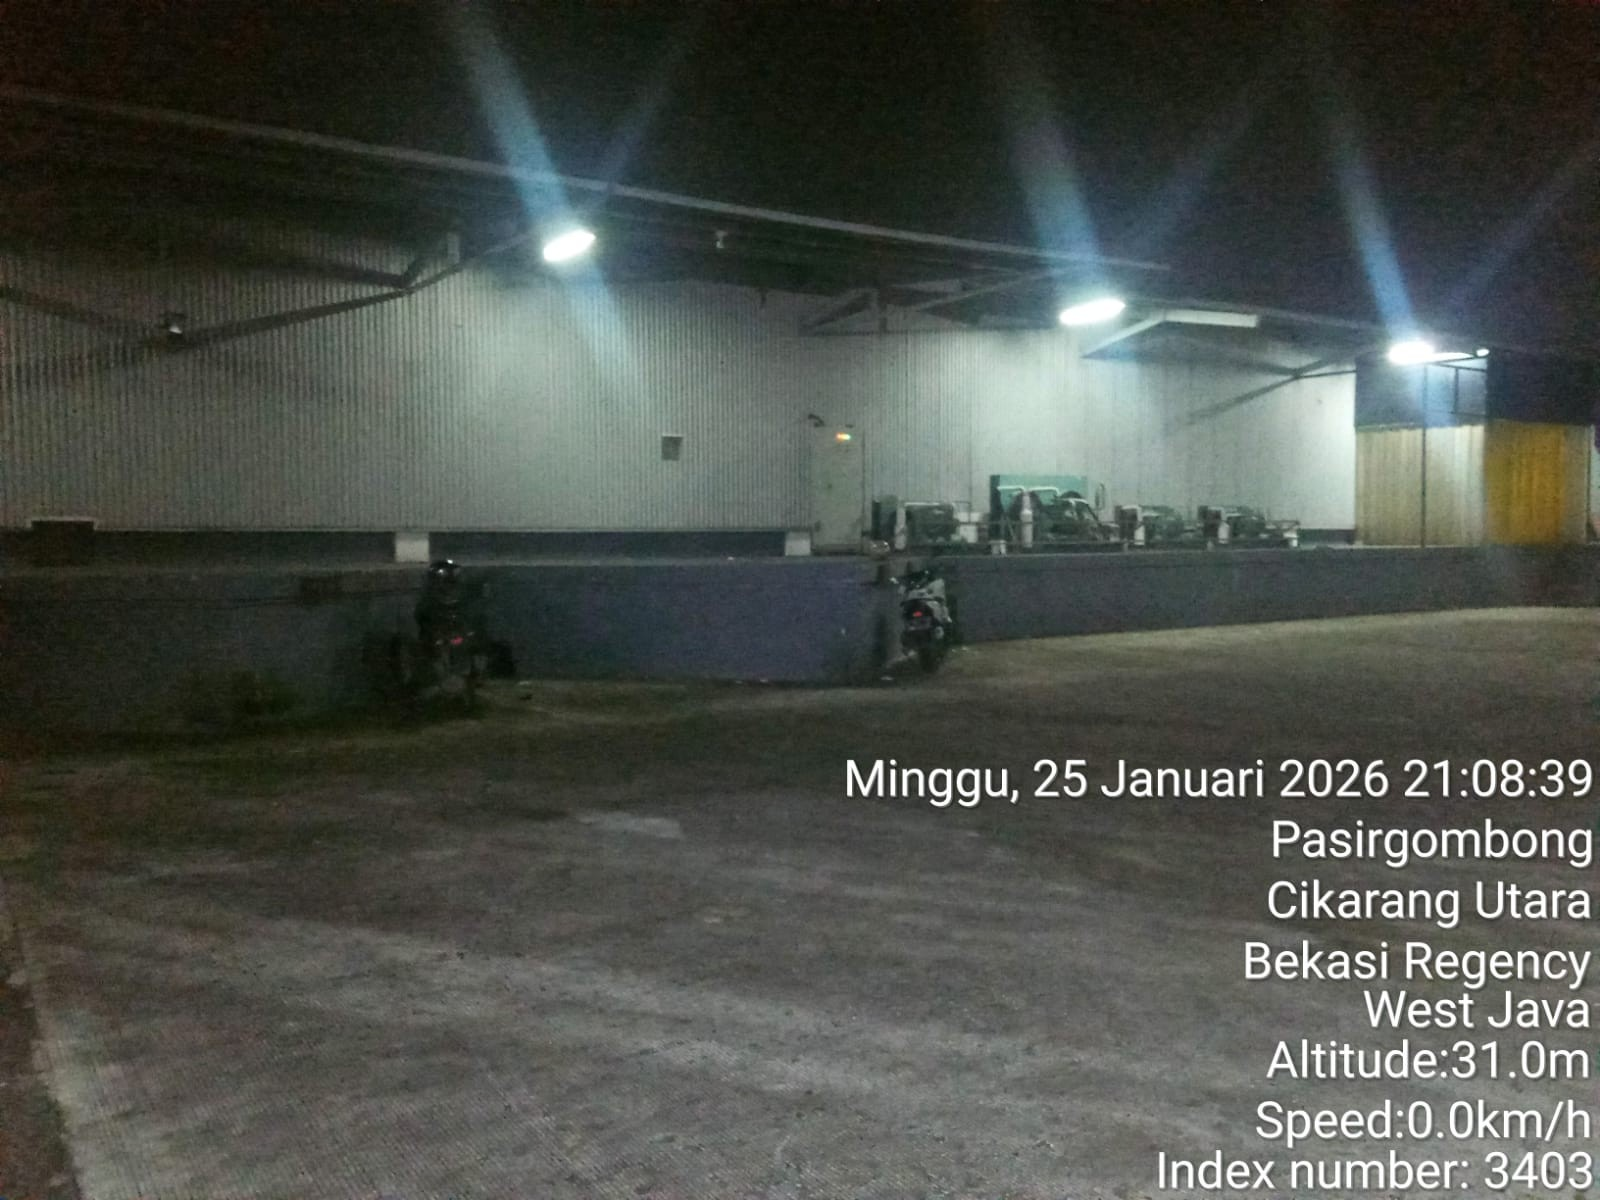 Minggu, 25 Januari 2026 21:08:39
Pasirgombong
Cikarang Utara
Bekasi Regency
West Java
Altitude:31.0m
Speed:0.0km/h
Index number: 3403